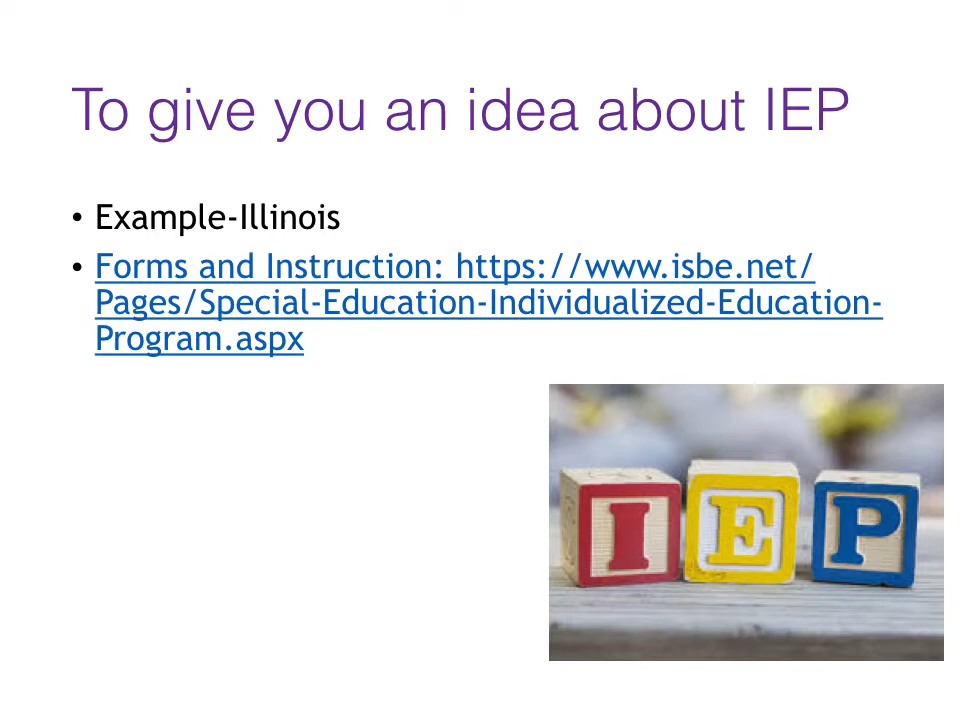 To give you an idea about IEP
• Example-Illinois
• Forms and Instruction: https://www.isbe.net/
Pages/Special-Education-Individualized-Education-
Program.aspx
I E P